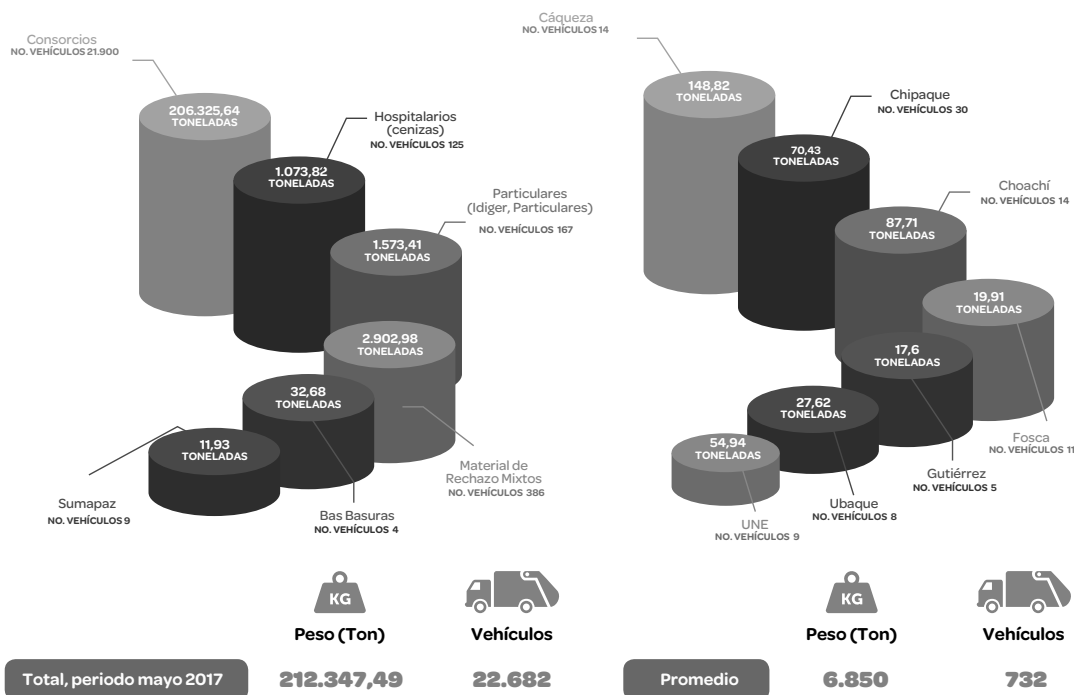 Consorcios
NO. VEHÍCULOS 21.900
206.325,64
TONELADAS
Hospitalarios
(cenizas)
NO. VEHÍCULOS 125
1.073,82
TONELADAS
Particulares
(Idiger, Particulares)
NO. VEHÍCULOS 167
1.573,41
TONELADAS
2.902,98
TONELADAS
Material de
Rechazo Mixtos
NO. VEHÍCULOS 386
32,68
TONELADAS
Bas Basuras
NO. VEHÍCULOS 4
11,93
TONELADAS
Sumapaz
NO. VEHÍCULOS 9
Cáqueza
NO. VEHÍCULOS 14
148,82
TONELADAS
Chipaque
NO. VEHÍCULOS 30
70,43
TONELADAS
Choachí
NO. VEHÍCULOS 14
87,71
TONELADAS
19,91
TONELADAS
Fosca
NO. VEHÍCULOS 11
17,6
TONELADAS
Gutiérrez
NO. VEHÍCULOS 5
27,62
TONELADAS
Ubaque
NO. VEHÍCULOS 8
54,94
TONELADAS
UNE
NO. VEHÍCULOS 9
KG
Peso (Ton)
Vehículos
Total, periodo mayo 2017
212.347,49
22.682
KG
Peso (Ton)
Vehículos
Promedio
6.850
732